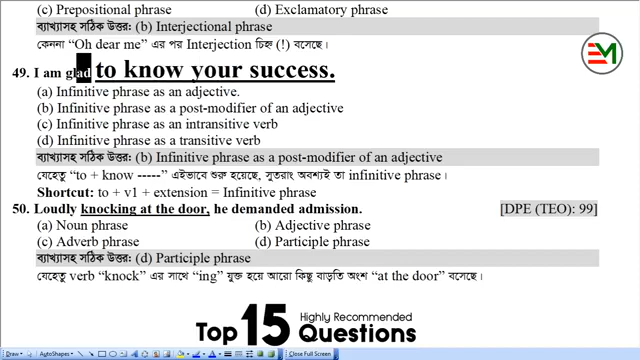 (c) Prepositional phrase (d) Exclamatory phrase
ব্যাখ্যাসহ সঠিক উত্তর: (b) Interjectional phrase
কেননা “Oh dear me” এর পর Interjection চিহ্ন (!) বসেছে।
49. I am glad to know your success.
(a) Infinitive phrase as an adjective.
(b) Infinitive phrase as a post-modifier of an adjective
(c) Infinitive phrase as an intransitive verb
(d) Infinitive phrase as a transitive verb
ব্যাখ্যাসহ সঠিক উত্তর: (b) Infinitive phrase as a post-modifier of an adjective
যেহেতু “to + know -----” এইভাবে শুরু হয়েছে, সুতরাং অবশ্যই তা infinitive phrase।
Shortcut: to + v1 + extension = Infinitive phrase
50. Loudly knocking at the door, he demanded admission. [DPE (TEO): 99]
(a) Noun phrase (b) Adjective phrase
(c) Adverb phrase (d) Participle phrase
ব্যাখ্যাসহ সঠিক উত্তর: (d) Participle phrase
যেহেতু verb “knock” এর সাথে “ing” যুক্ত হয়ে আরো কিছু বাড়তি অংশ “at the door” বসেছে।
Top 15 Highly Recommended Questions
Draw AutoShapes Close Full Screen
EM